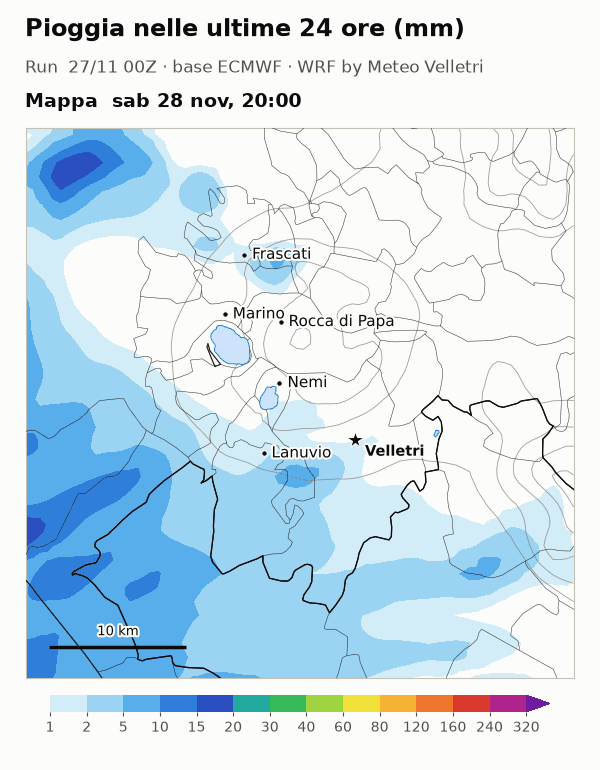 Pioggia nelle ultime 24 ore (mm)
Run 27/11 00Z · base ECMWF · WRF by Meteo Velletri
Mappa sab 28 nov, 20:00
Frascati
Marino
Rocca di Papa
Nemi
Velletri
Lanuvio
10 km
1 2 5 10 15 20 30 40 60 80 120 160 240 320